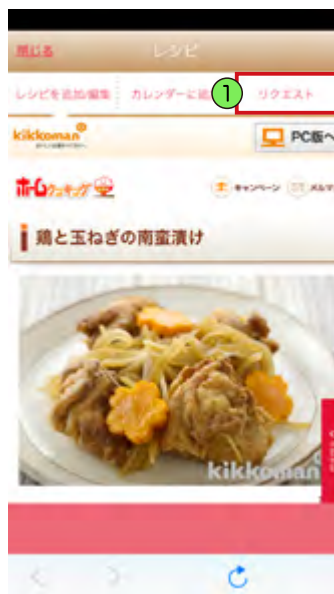 閉じる レシピ
レシピを追加/編集 カレンダーに追 1 リクエスト
kikkoman
PC版へ
ホームクッキング
キャンペーン メルマ
鶏と玉ねぎの南蛮漬け
kikkoman